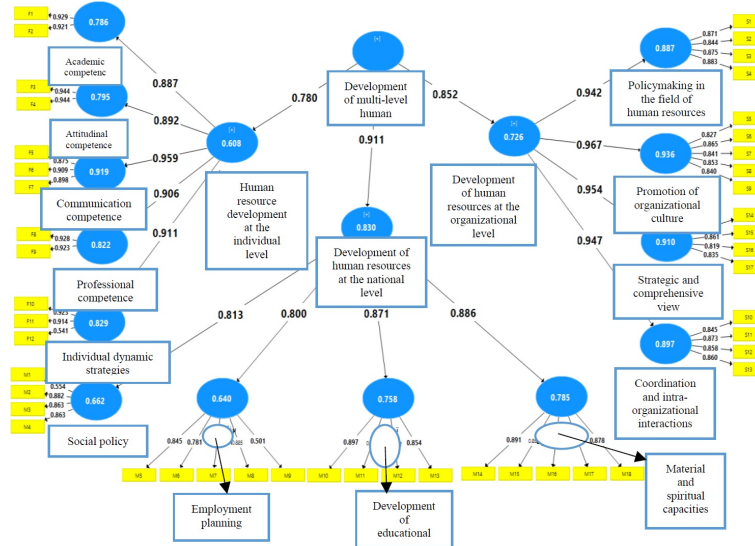 F1
F2
0.929
0.921
0.786
Academic
competenc
F3
F4
0.944
0.944
0.795
Attitudinal
competence
F5
F6
F7
0.875
0.909
0.898
0.919
Communication
competence
F8
F9
0.928
0.923
0.822
Professional
competence
F10
F11
F12
0.914
0.541
0.829
Individual dynamic
strategies
M1
M2
M3
M4
0.554
0.882
0.863
0.863
0.662
Social policy
0.887
0.892
0.959
0.906
0.911
[+]
0.608
Human
resource
development
at the
individual
level
0.780
[+]
Development
of multi-level
human
0.852
0.911
[+]
0.830
Development of
human resources
at the national
level
[+]
0.726
Development of
human
resources at the
organizational
level
0.942
0.967
0.954
0.947
0.887
0.871
0.844
0.875
0.883
S1
S2
S3
S4
Policymaking in
the field of
human resources
0.936
0.827
0.865
0.841
0.853
0.840
S5
S6
S7
S8
S9
Promotion of
organizational
culture
0.910
0.861
0.819
0.835
S14
S15
S16
S17
Strategic and
comprehensive
view
0.897
0.845
0.873
0.858
0.860
S10
S11
S12
S13
Coordination
and intra-
organizational
interactions
0.813
0.800
0.871
0.886
0.640
0.845
0.781
0.501
M5
M6
M7
M8
M9
Employment
planning
0.758
0.897
0.854
M10
M11
M12
M13
Development
of
educational
0.785
0.891
0.878
M14
M15
M16
M17
M18
Material
and
spiritual
capacities